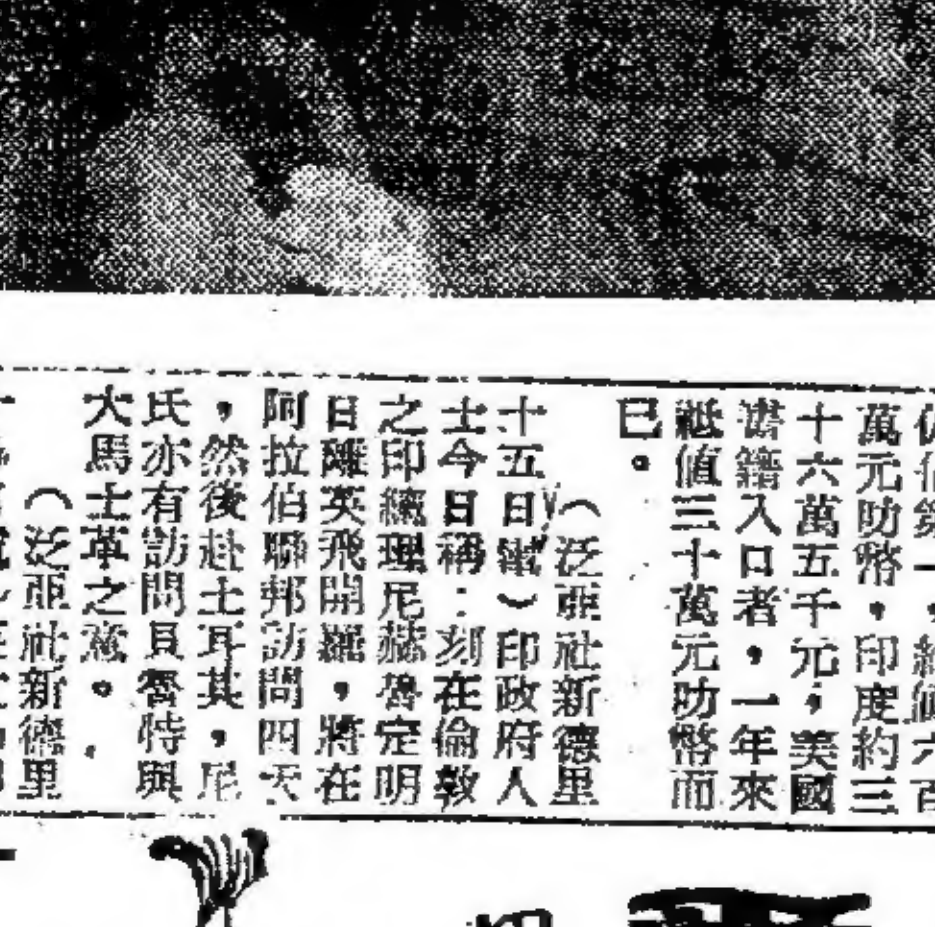 萬元叻幣，印度約三
十六萬五千元，美國
書籍入口者，一年來
祗值三十萬元叻幣而
已。
（泛亞社新德里
十五日電）印政府人
士今日稱：刻在倫敦
之印總理尼赫魯定明
日離英飛開羅，將在
阿拉伯聯邦訪問四天
，然後赴土耳其，尼
氏亦有訪問貝魯特與
大馬士革之意。
（泛亞社新德里